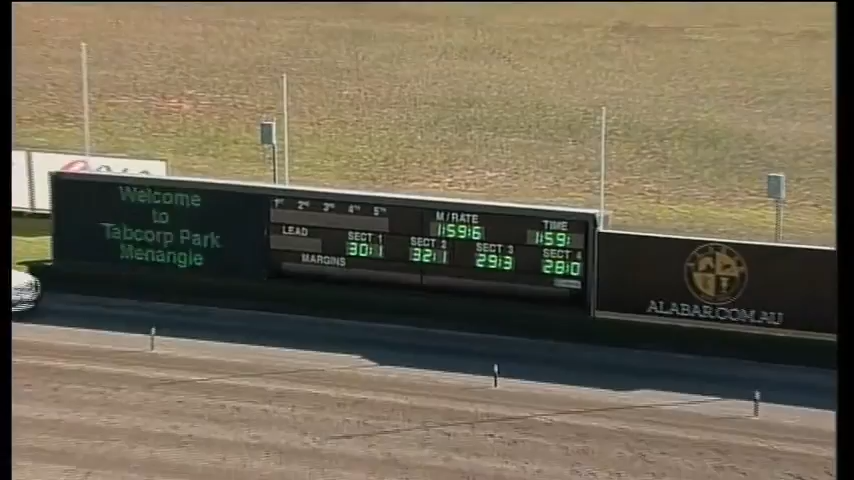 Welcome
to
Tabcorp Park
Menangle
1ST 2ND 3RD 4TH 5TH
M/RATE
1:59:6
TIME
1:59:
LEAD
SECT 1
30:1
SECT 2
32:1
SECT 3
29:3
SECT 4
28:0
MARGINS
ALABAR.COM.AU